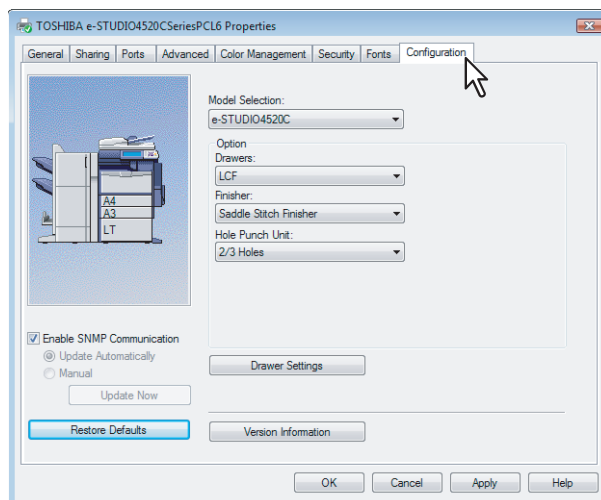 TOSHIBA e-STUDIO4520CSeriesPCL6 Properties
General Sharing Ports Advanced Color Management Security Fonts Configuration
Model Selection:
e-STUDIO4520C
Option
Drawers:
LCF
Finisher:
Saddle Stitch Finisher
Hole Punch Unit:
2/3 Holes
A4
A3
LT
Enable SNMP Communication
Update Automatically
Manual
Update Now
Drawer Settings
Restore Defaults
Version Information
OK Cancel Apply Help